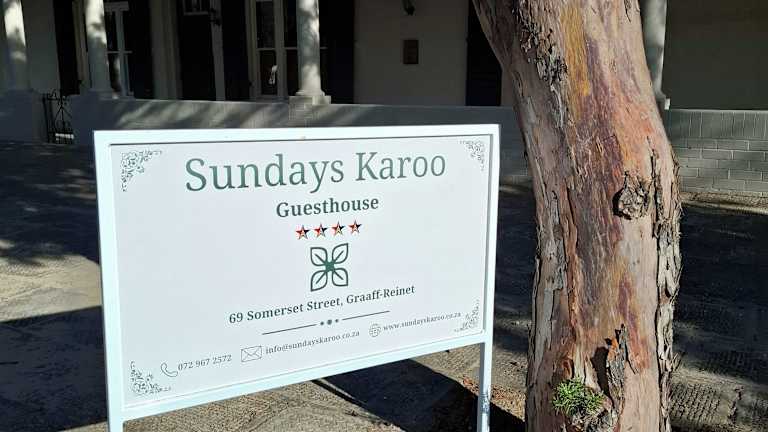 Sundays Karoo
Guesthouse
69 Somerset Street, Graaff-Reinet
072 967 2572 info@sundayskaroo.co.za www.sundayskaroo.co.za